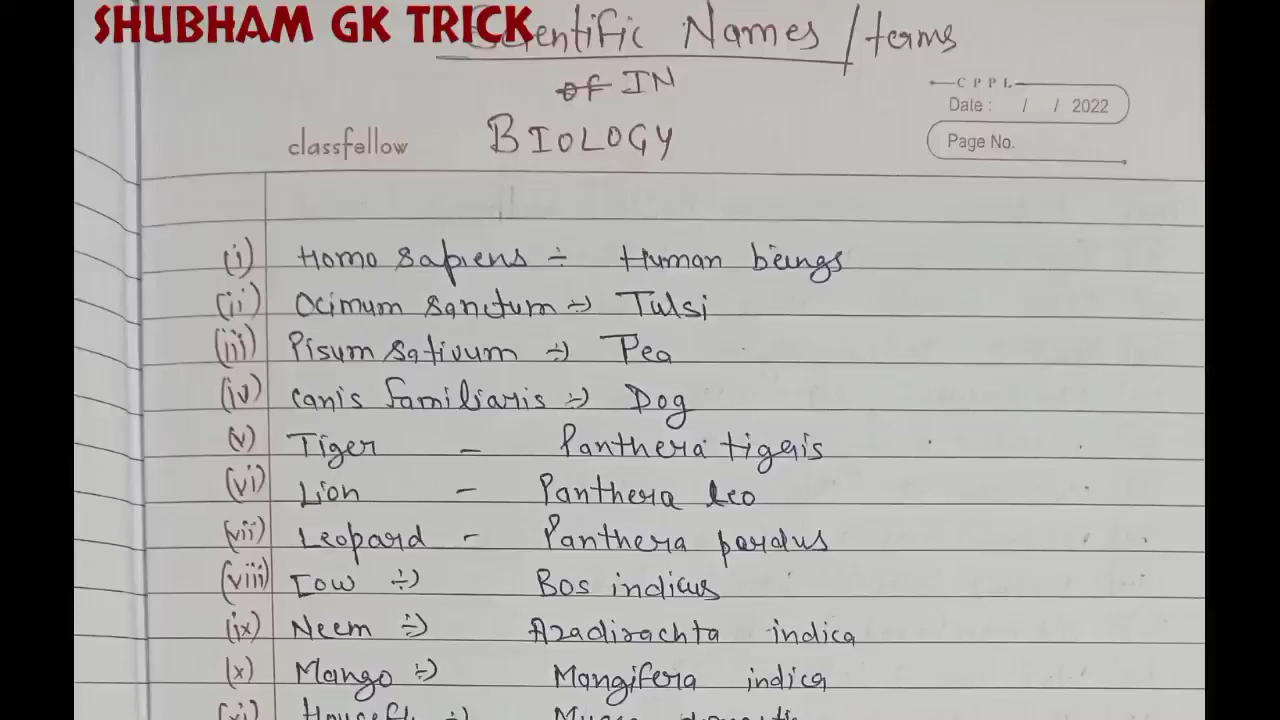 SHUBHAM GK TRICK
Scientific Names / terms
of IN
BIOLOGY
classfellow
CPPL
Date : / / 2022
Page No.
(i) Homo sapiens ÷ Human beings
(ii) Ocimum sanctum ÷) Tulsi
(iii) Pisum sativum ÷) Pea
(iv) canis familiaris ÷) Dog
(v) Tiger – Panthera tigris
(vi) Lion – Panthera leo
(vii) Leopard – Panthera pardus
(viii) Cow ÷) Bos indicus
(ix) Neem ÷) Azadirachta indica
(x) Mango ÷) Mangifera indica
(xi)